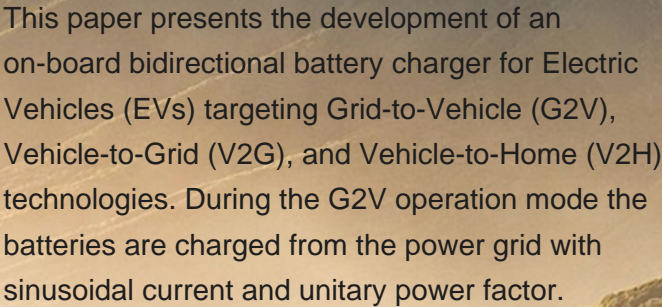 This paper presents the development of an
on-board bidirectional battery charger for Electric
Vehicles (EVs) targeting Grid-to-Vehicle (G2V),
Vehicle-to-Grid (V2G), and Vehicle-to-Home (V2H)
technologies. During the G2V operation mode the
batteries are charged from the power grid with
sinusoidal current and unitary power factor.